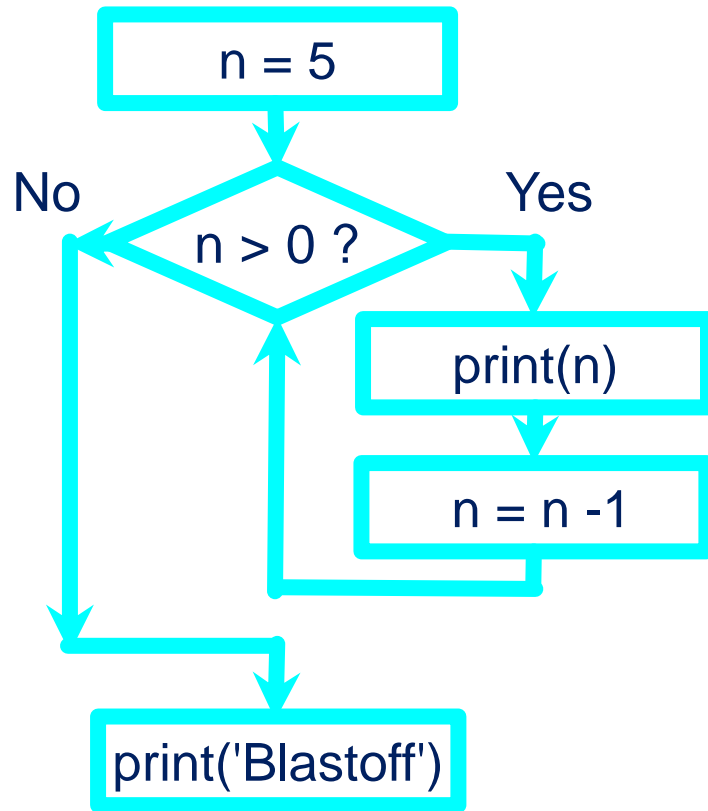 n = 5
No
Yes
n > 0 ?
print(n)
n = n -1
print('Blastoff')